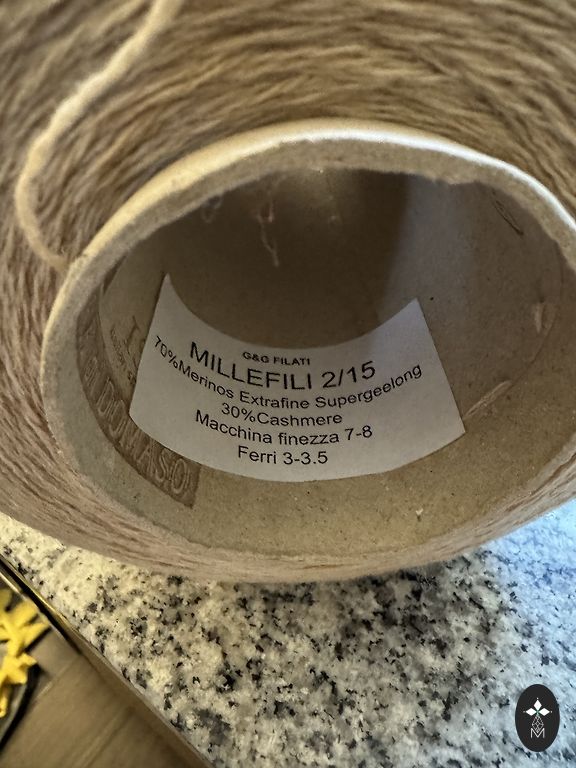 G&G FILATI
MILLEFILI 2/15
70%Merinos Extrafine Supergeelong
30%Cashmere
Macchina finezza 7-8
Ferri 3-3.5
M